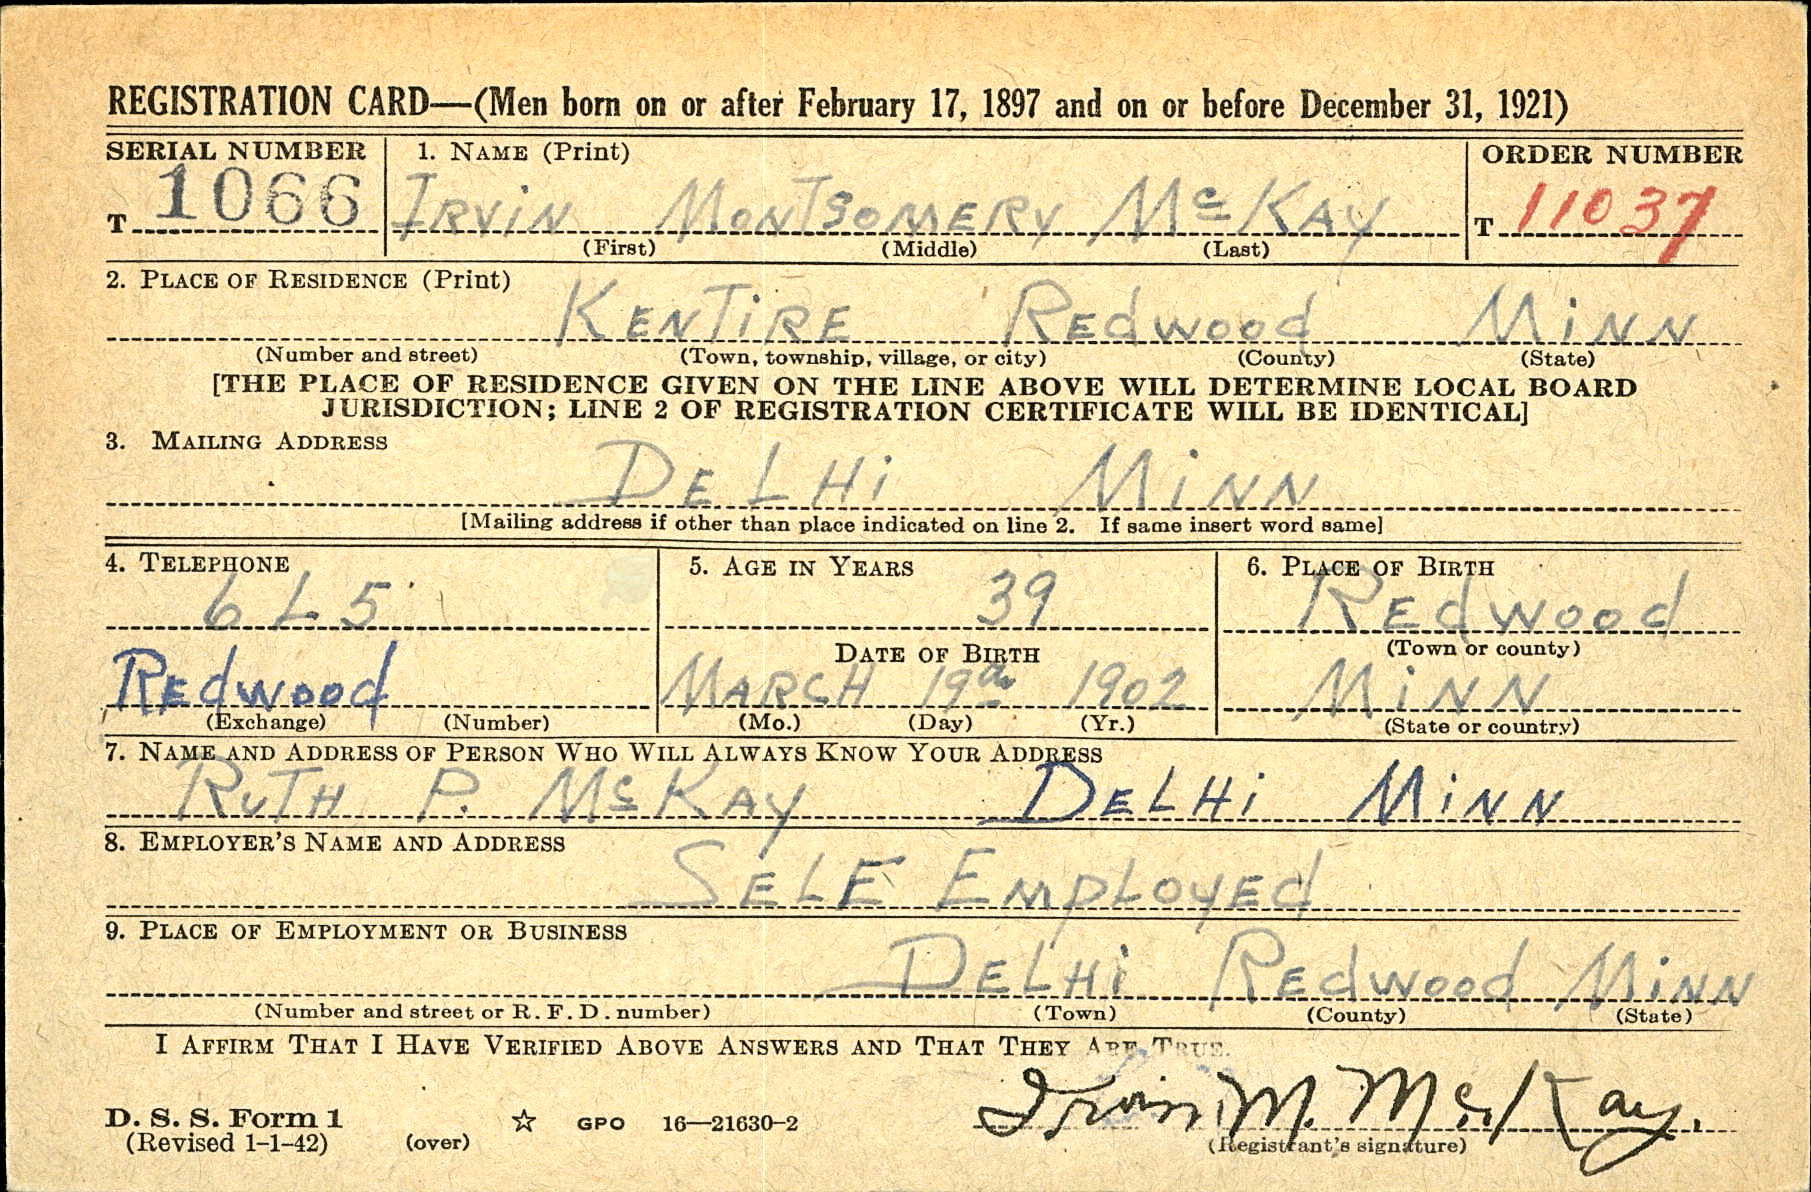 REGISTRATION CARD—(Men born on or after February 17, 1897 and on or before December 31, 1921)
SERIAL NUMBER 1. NAME (Print) ORDER NUMBER
T 1066 IRViN MONTGOMERY McKAY T 11037
(First) (Middle) (Last)
2. PLACE OF RESIDENCE (Print)
KENTiRE REdwood MiNN
(Number and street) (Town, township, village, or city) (County) (State)
[THE PLACE OF RESIDENCE GIVEN ON THE LINE ABOVE WILL DETERMINE LOCAL BOARD
JURISDICTION; LINE 2 OF REGISTRATION CERTIFICATE WILL BE IDENTICAL]
3. MAILING ADDRESS
DELHi MiNN
[Mailing address if other than place indicated on line 2. If same insert word same]
4. TELEPHONE 5. AGE IN YEARS 6. PLACE OF BIRTH
6 L 5 39 REdwood
DATE OF BIRTH (Town or county)
REdwood MARCH 19th 1902 MiNN
(Exchange) (Number) (Mo.) (Day) (Yr.) (State or country)
7. NAME AND ADDRESS OF PERSON WHO WILL ALWAYS KNOW YOUR ADDRESS
RuTH P. McKAY DELHi MiNN
8. EMPLOYER'S NAME AND ADDRESS
SELF EMPLOYEd
9. PLACE OF EMPLOYMENT OR BUSINESS
DELHi REdwood MiNN
(Number and street or R. F. D. number) (Town) (County) (State)
I AFFIRM THAT I HAVE VERIFIED ABOVE ANSWERS AND THAT THEY ARE TRUE.
D. S. S. Form 1
(Revised 1-1-42) (over) ☆ GPO 16—21630-2 Irvin M. McKay.
(Registrant's signature)